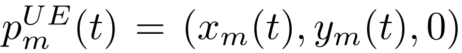 $p_m^{UE}(t) = (x_m(t), y_m(t), 0)$